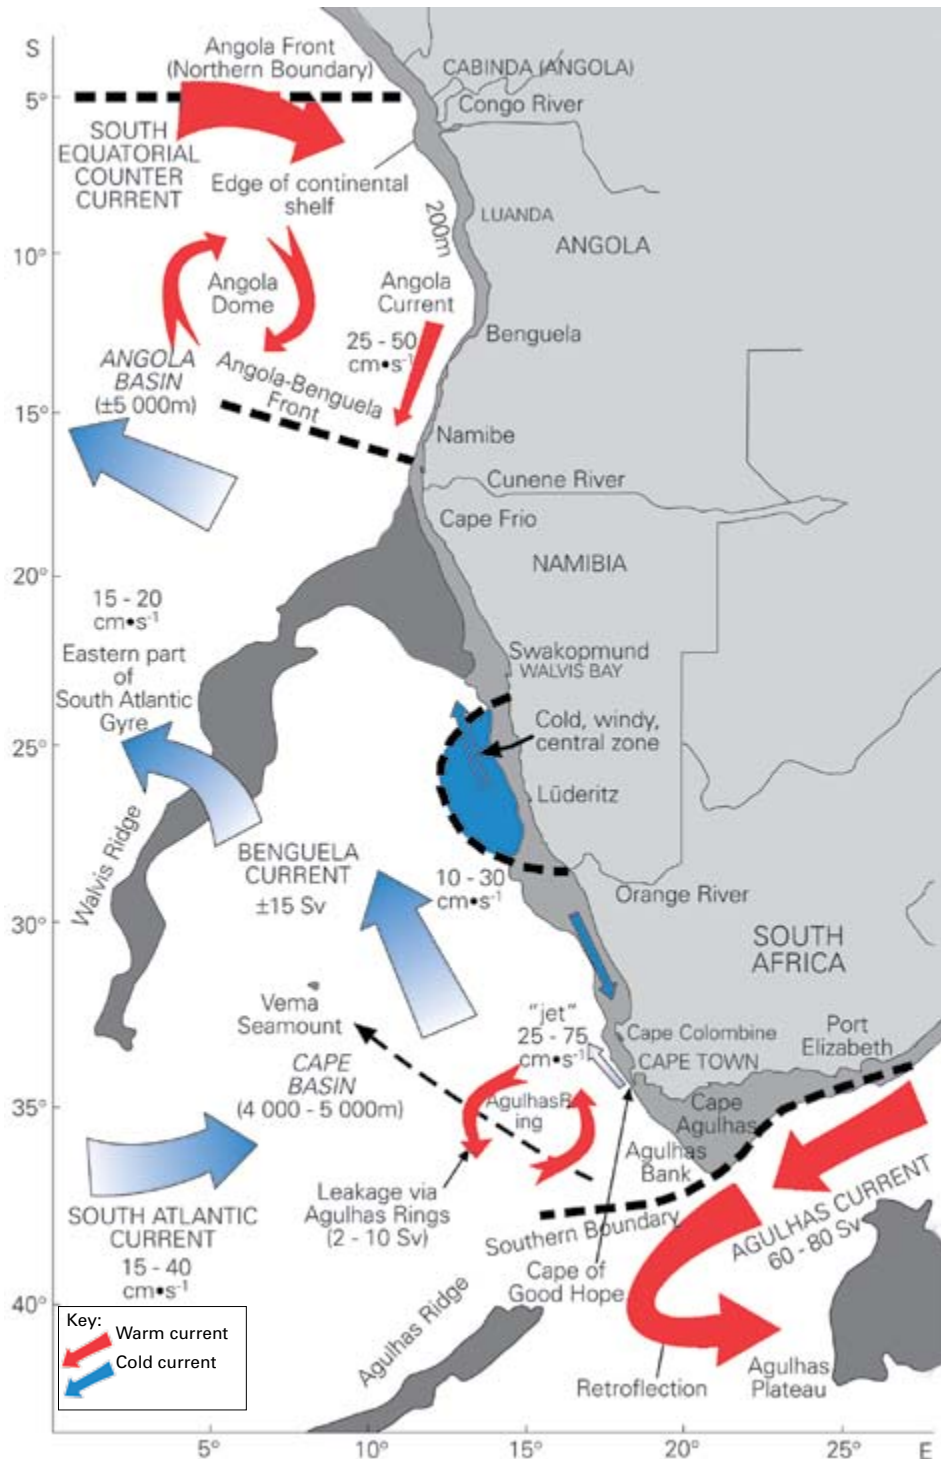 S
Angola Front
(Northern Boundary)
CABINDA (ANGOLA)
5°
Congo River
SOUTH
EQUATORIAL
COUNTER
CURRENT
Edge of continental
shelf
200m
LUANDA
ANGOLA
10°
Angola
Dome
Angola
Current
25 - 50
cm•s-1
Benguela
ANGOLA
BASIN
(±5 000m)
Angola-Benguela
Front
15°
Namibe
Cunene River
Cape Frio
NAMIBIA
20°
15 - 20
cm•s-1
Eastern part
of
South Atlantic
Gyre
Swakopmund
WALVIS BAY
Cold, windy,
central zone
25°
Lüderitz
Walvis Ridge
BENGUELA
CURRENT
±15 Sv
10 - 30
cm•s-1
Orange River
30°
SOUTH
AFRICA
Vema
Seamount
"jet"
25 - 75
cm•s-1
Cape Colombine
CAPE TOWN
Port
Elizabeth
CAPE
BASIN
(4 000 - 5 000m)
35°
AgulhasR
ing
Cape
Agulhas
Agulhas
Bank
Leakage via
Agulhas Rings
(2 - 10 Sv)
SOUTH ATLANTIC
CURRENT
15 - 40
cm•s-1
Southern Boundary
AGULHAS CURRENT
60 - 80 Sv
Cape of
Good Hope
40°
Agulhas Ridge
Key:
Warm current
Cold current
Retroflection
Agulhas
Plateau
5°
10°
15°
20°
25°
E